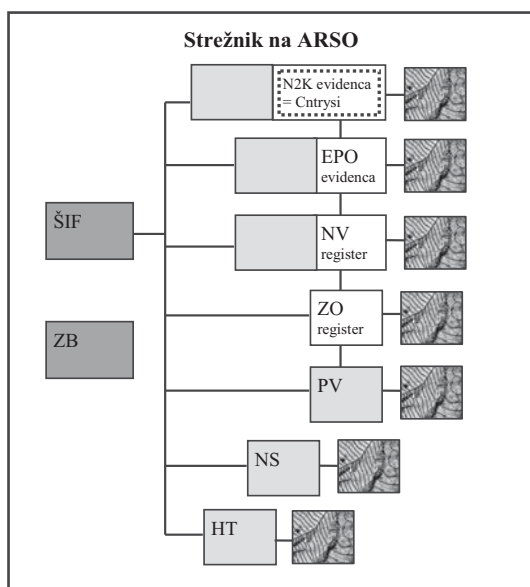 Strežnik na ARSO
N2K evidenca
= Cntrysi
EPO
evidenca
ŠIF
NV
register
ZO
register
ZB
PV
NS
HT